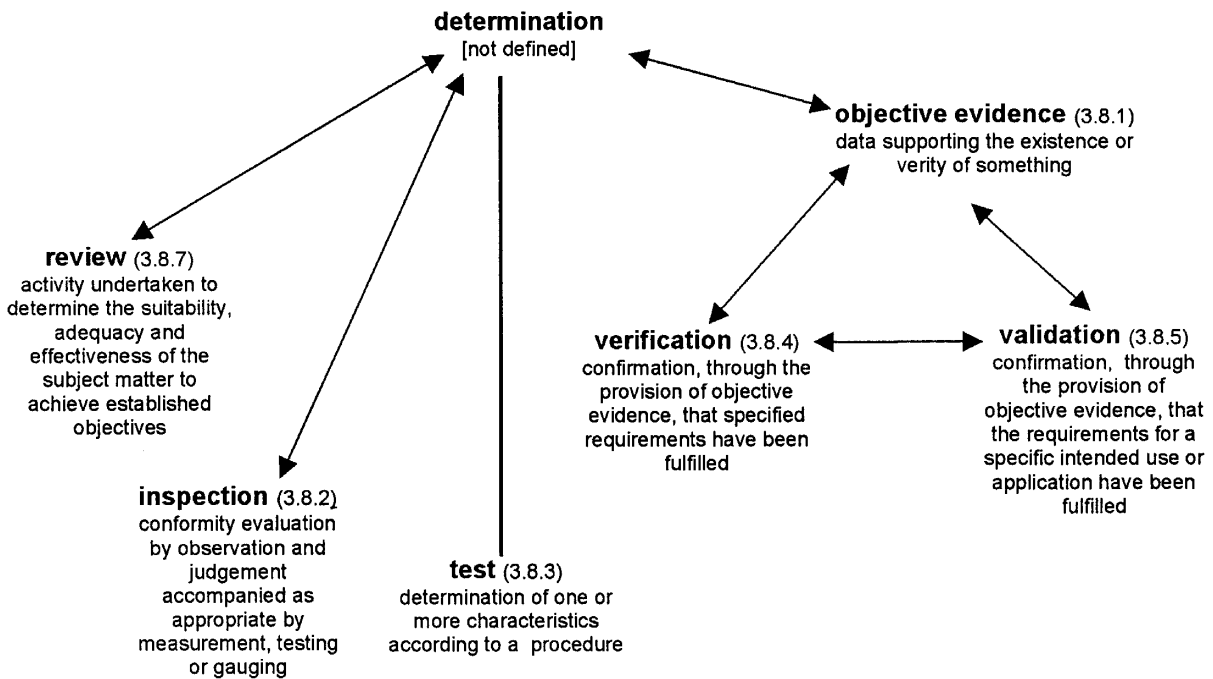 determination
[not defined]
objective evidence (3.8.1)
data supporting the existence or
verity of something
review (3.8.7)
activity undertaken to
determine the suitability,
adequacy and
effectiveness of the
subject matter to
achieve established
objectives
verification (3.8.4)
confirmation, through the
provision of objective
evidence, that specified
requirements have been
fulfilled
validation (3.8.5)
confirmation, through
the provision of
objective evidence, that
the requirements for a
specific intended use or
application have been
fulfilled
inspection (3.8.2)
conformity evaluation
by observation and
judgement
accompanied as
appropriate by
measurement, testing
or gauging
test (3.8.3)
determination of one or
more characteristics
according to a procedure